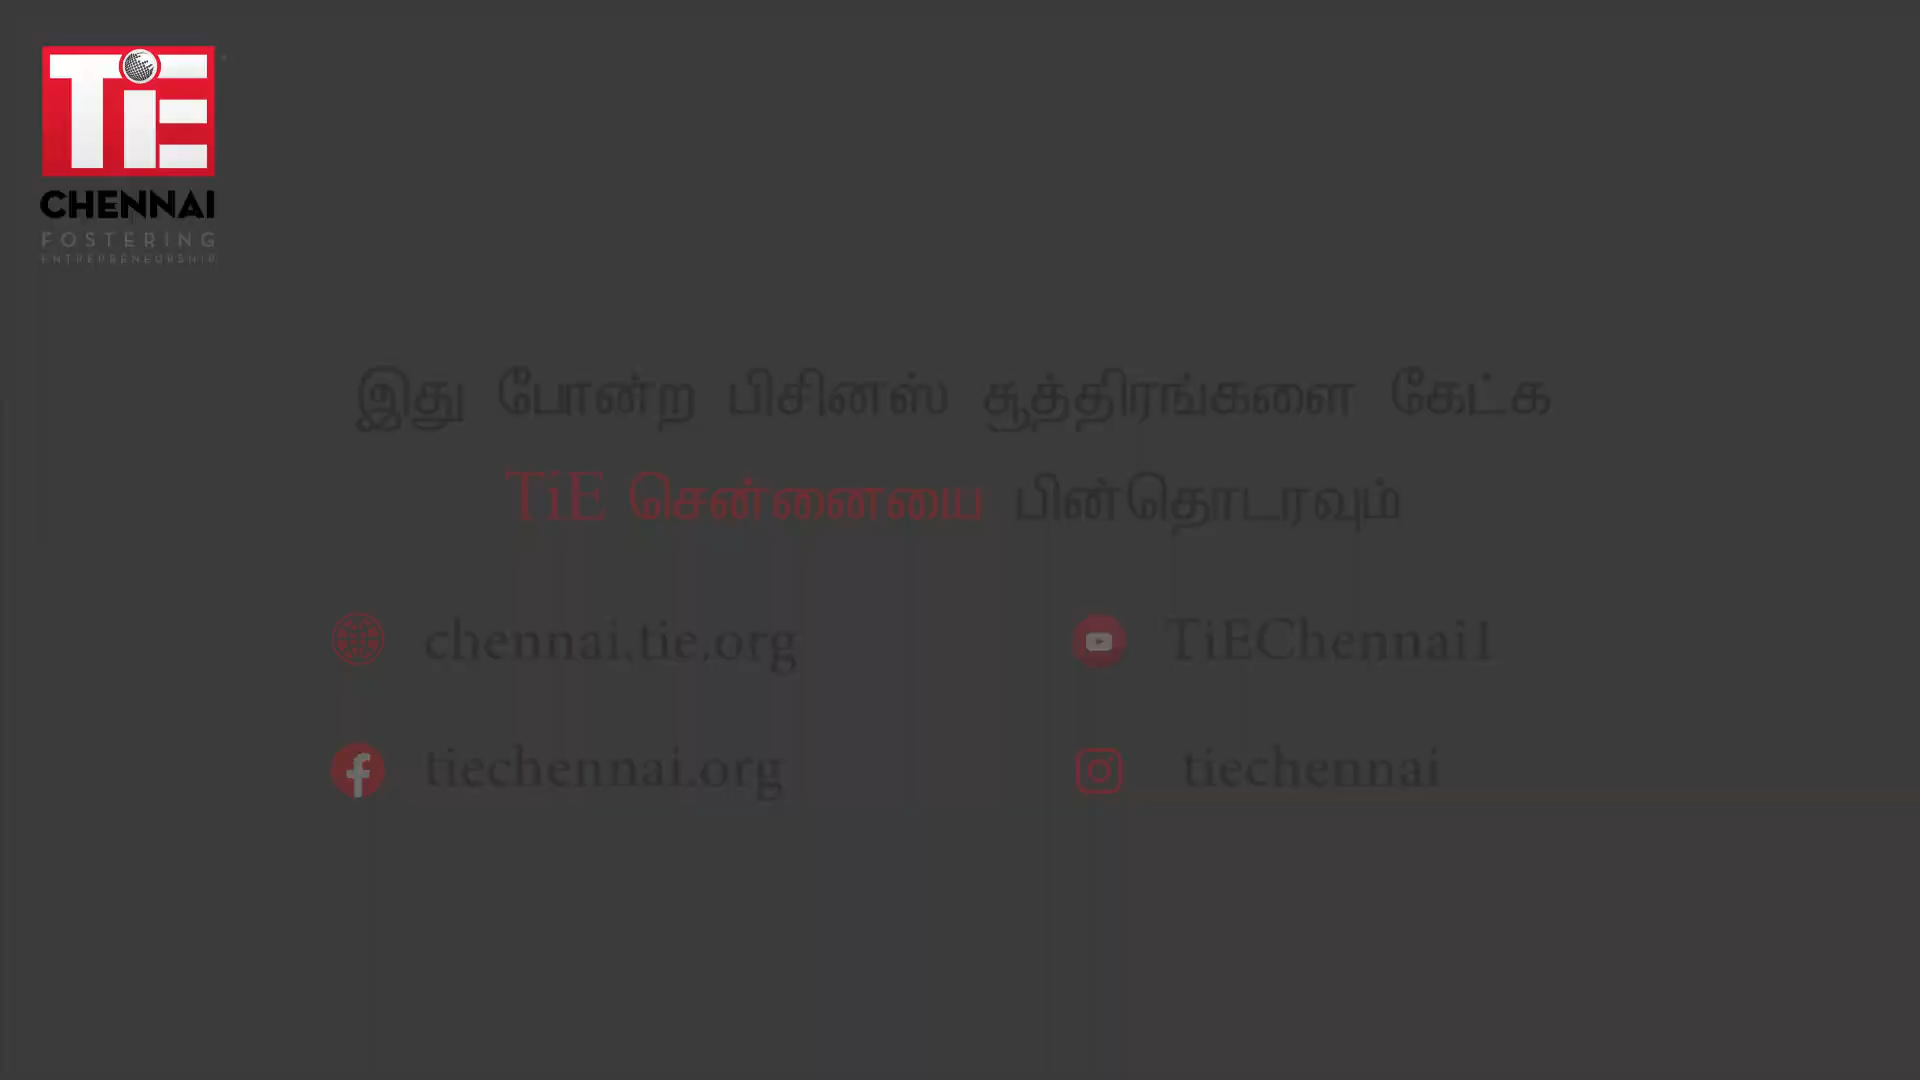 TiE
CHENNAI
FOSTERING
ENTREPRENEURSHIP
இது போன்ற பிசினஸ் சூத்திரங்களை கேட்க
TiE சென்னையை பின்தொடரவும்
chennai.tie.org
TiEChennai1
tiechennai.org
tiechennai